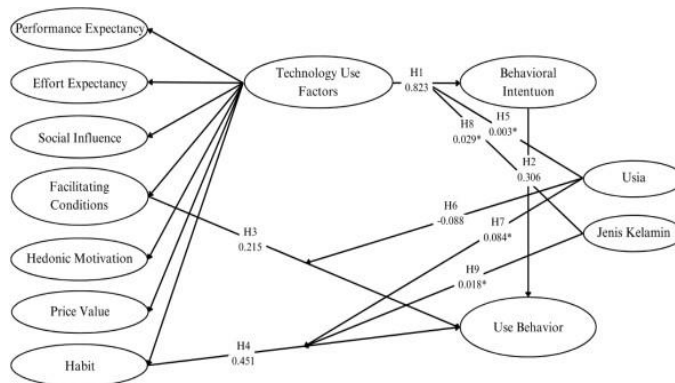 Performance Expectancy
Effort Expectancy
Social Influence
Facilitating
Conditions
Hedonic Motivation
Price Value
Habit
Technology Use
Factors
H1
0.823
Behavioral
Intentuon
H5
0.003*
H8
0.029*
H2
0.306
Usia
H6
-0.088
H7
0.084*
Jenis Kelamin
H3
0.215
H9
0.018*
Use Behavior
H4
0.451